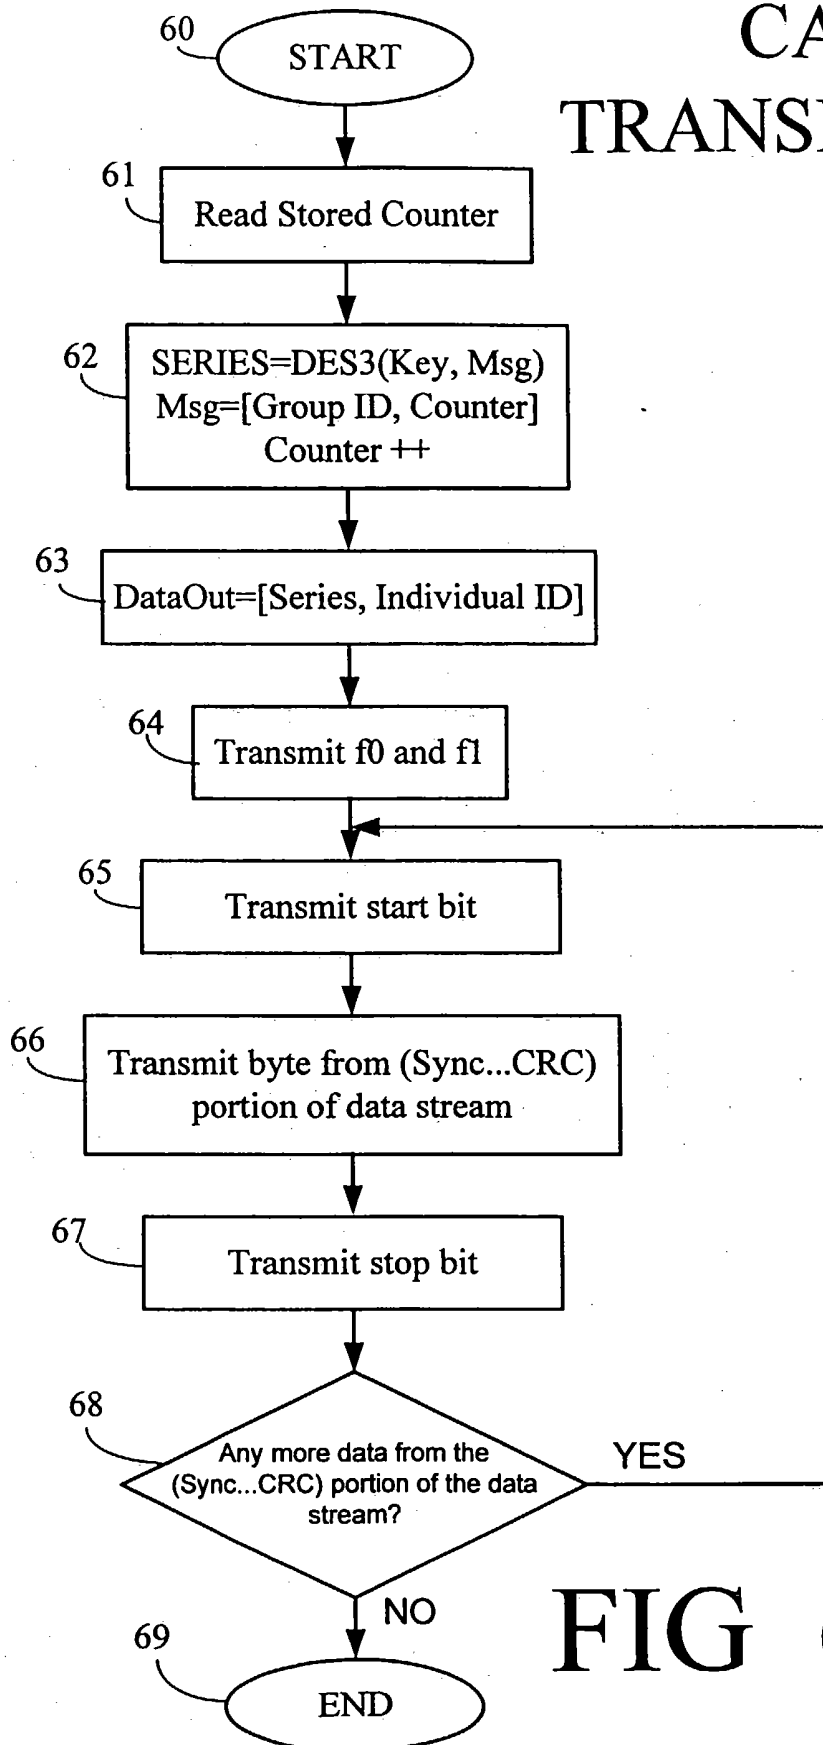 60
START
CA
TRANS
61
Read Stored Counter
62
SERIES=DES3(Key, Msg)
Msg=[Group ID, Counter]
Counter ++
63
DataOut=[Series, Individual ID]
64
Transmit f0 and f1
65
Transmit start bit
66
Transmit byte from (Sync...CRC)
portion of data stream
67
Transmit stop bit
68
Any more data from the
(Sync...CRC) portion of the data
stream?
YES
NO
FIG
69
END